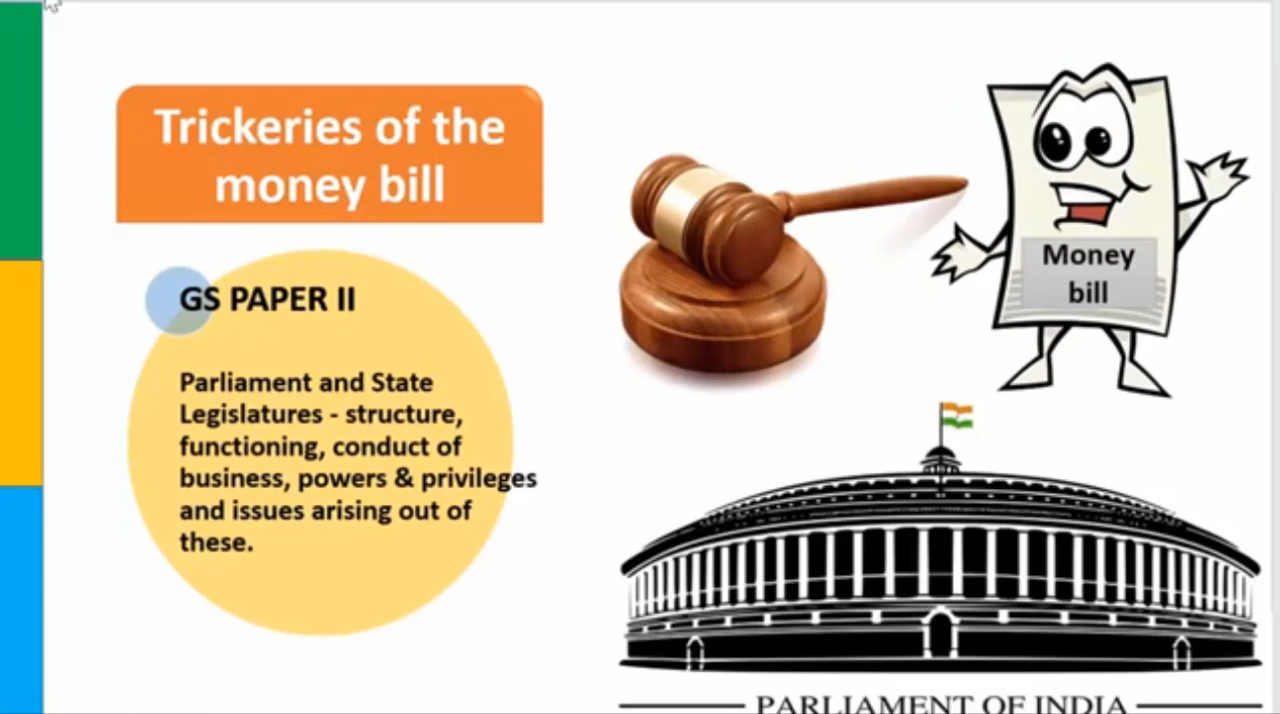 Trickeries of the
money bill
GS PAPER II
Parliament and State
Legislatures - structure,
functioning, conduct of
business, powers & privileges
and issues arising out of
these.
Money
bill
PARLIAMENT OF INDIA